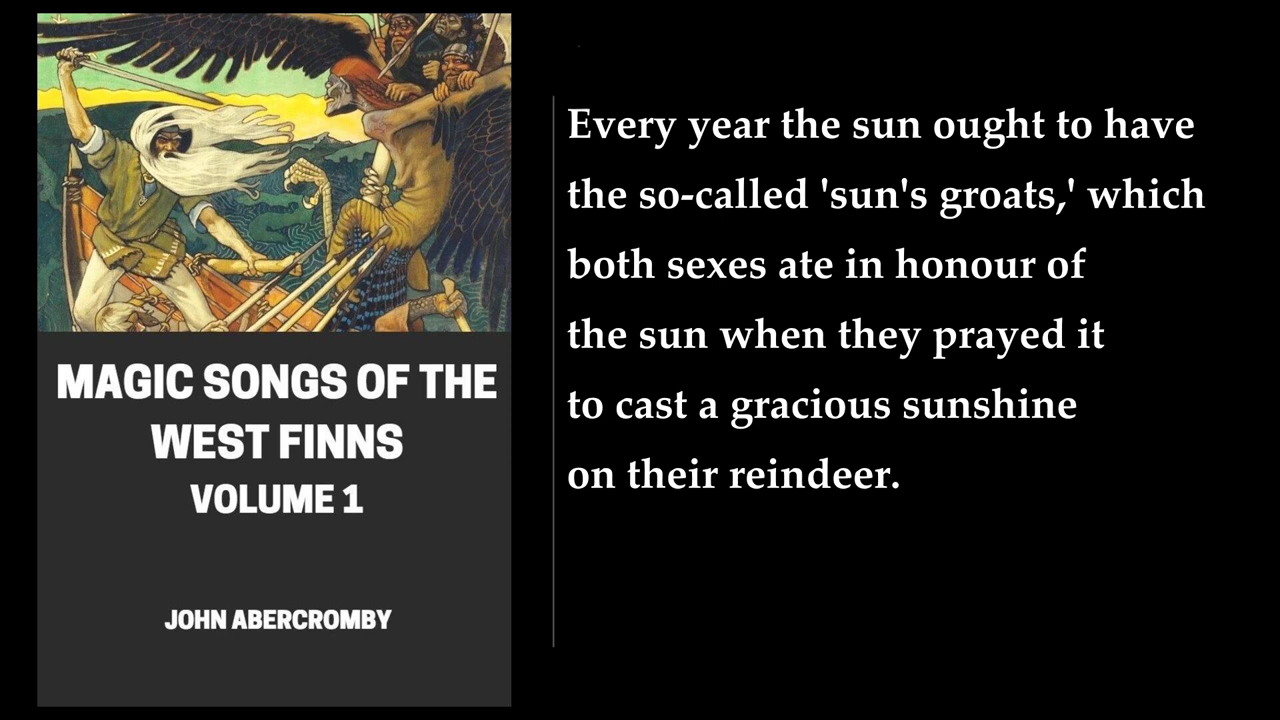 MAGIC SONGS OF THE
WEST FINNS
VOLUME 1
JOHN ABERCROMBY
Every year the sun ought to have
the so-called 'sun's groats,' which
both sexes ate in honour of
the sun when they prayed it
to cast a gracious sunshine
on their reindeer.